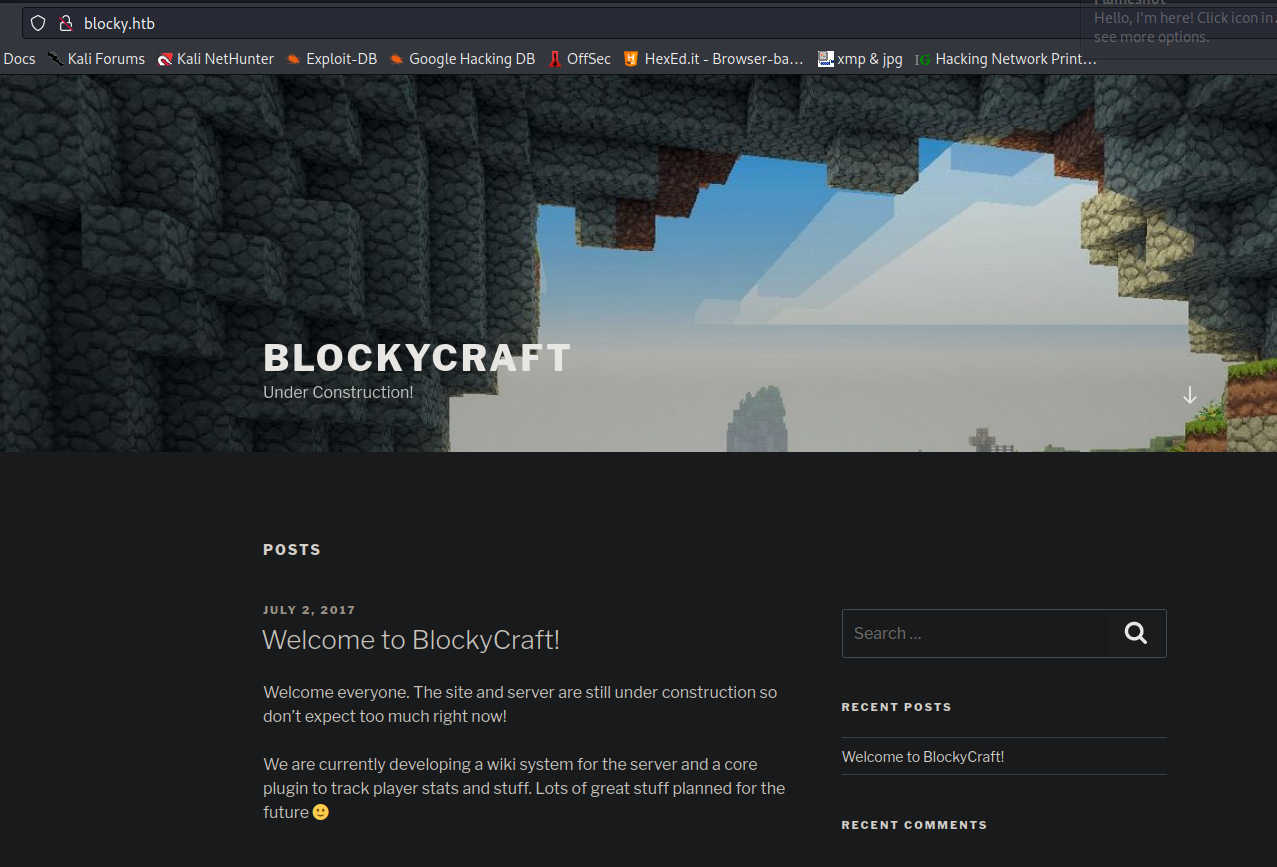 blocky.htb
Flameshot
Hello, I'm here! Click icon in
see more options.
Docs Kali Forums Kali NetHunter Exploit-DB Google Hacking DB OffSec HexEd.it - Browser-ba… xmp & jpg IG Hacking Network Print…
BLOCKYCRAFT
Under Construction!
POSTS
JULY 2, 2017
Welcome to BlockyCraft!
Welcome everyone. The site and server are still under construction so
don’t expect too much right now!
We are currently developing a wiki system for the server and a core
plugin to track player stats and stuff. Lots of great stuff planned for the
future 🙂
Search …
RECENT POSTS
Welcome to BlockyCraft!
RECENT COMMENTS